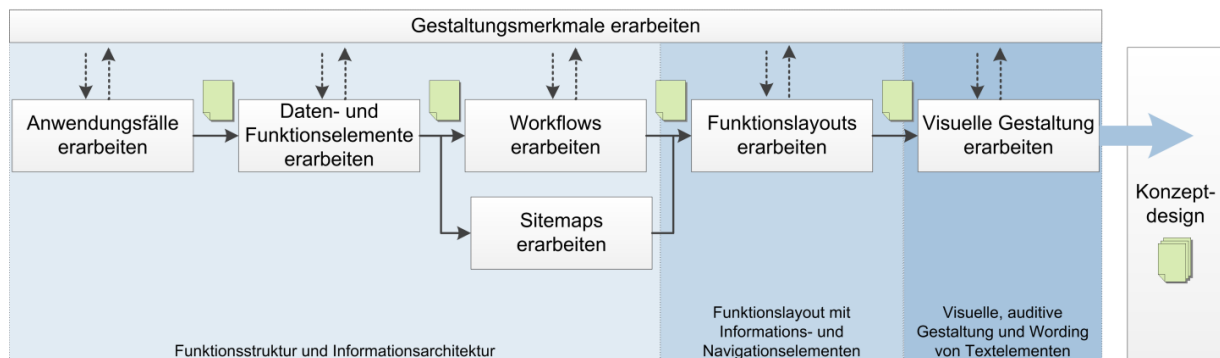 Gestaltungsmerkmale erarbeiten
Anwendungsfälle
erarbeiten
Daten- und
Funktionselemente
erarbeiten
Workflows
erarbeiten
Sitemaps
erarbeiten
Funktionslayouts
erarbeiten
Visuelle Gestaltung
erarbeiten
Konzept-
design
Funktionsstruktur und Informationsarchitektur
Funktionslayout mit
Informations- und
Navigationselementen
Visuelle, auditive
Gestaltung und Wording
von Textelementen